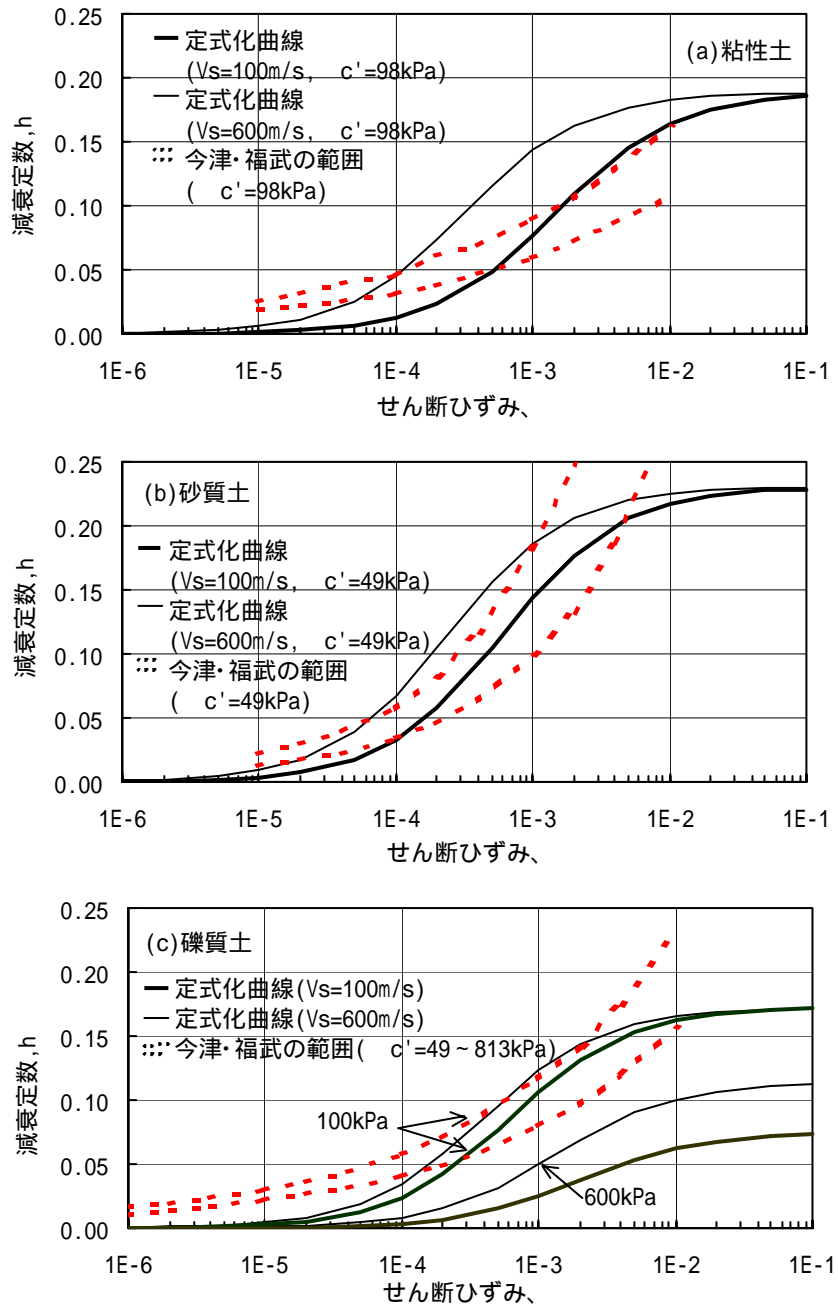 0.25
0.20
0.15
0.10
0.05
0.00
減衰定数,h
定式化曲線
(Vs=100m/s, c'=98kPa)
定式化曲線
(Vs=600m/s, c'=98kPa)
今津・福武の範囲
( c'=98kPa)
(a)粘性土
1E-6 1E-5 1E-4 1E-3 1E-2 1E-1
せん断ひずみ、
0.25
0.20
0.15
0.10
0.05
0.00
減衰定数,h
(b)砂質土
定式化曲線
(Vs=100m/s, c'=49kPa)
定式化曲線
(Vs=600m/s, c'=49kPa)
今津・福武の範囲
( c'=49kPa)
1E-6 1E-5 1E-4 1E-3 1E-2 1E-1
せん断ひずみ、
0.25
0.20
0.15
0.10
0.05
0.00
減衰定数,h
(c)礫質土
定式化曲線(Vs=100m/s)
定式化曲線(Vs=600m/s)
今津・福武の範囲( c'=49～813kPa)
100kPa
600kPa
1E-6 1E-5 1E-4 1E-3 1E-2 1E-1
せん断ひずみ、